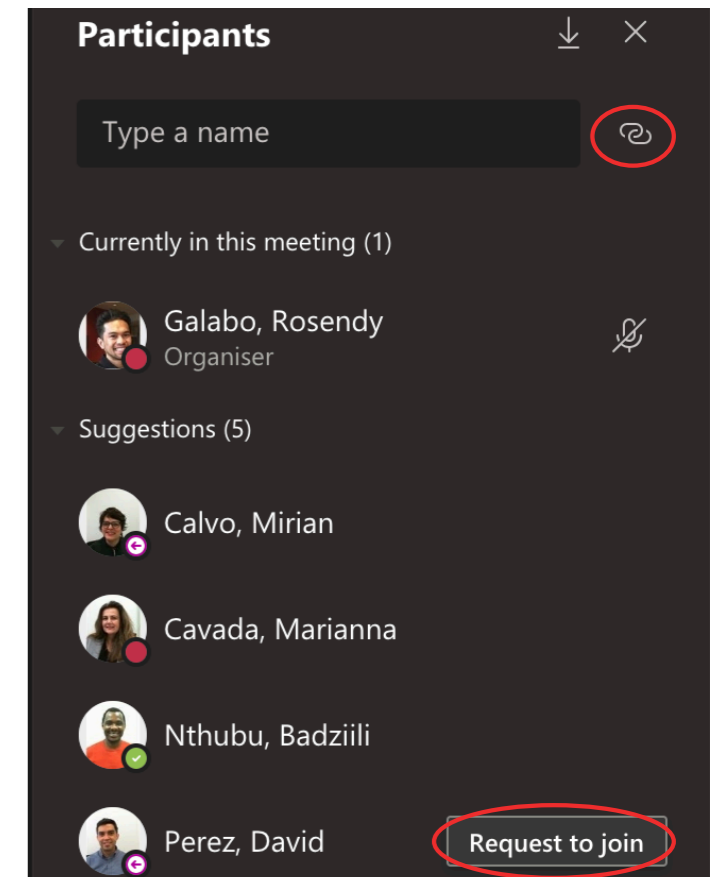 Participants
Type a name
Currently in this meeting (1)
Galabo, Rosendy
Organiser
Suggestions (5)
Calvo, Mirian
Cavada, Marianna
Nthubu, Badziili
Perez, David Request to join